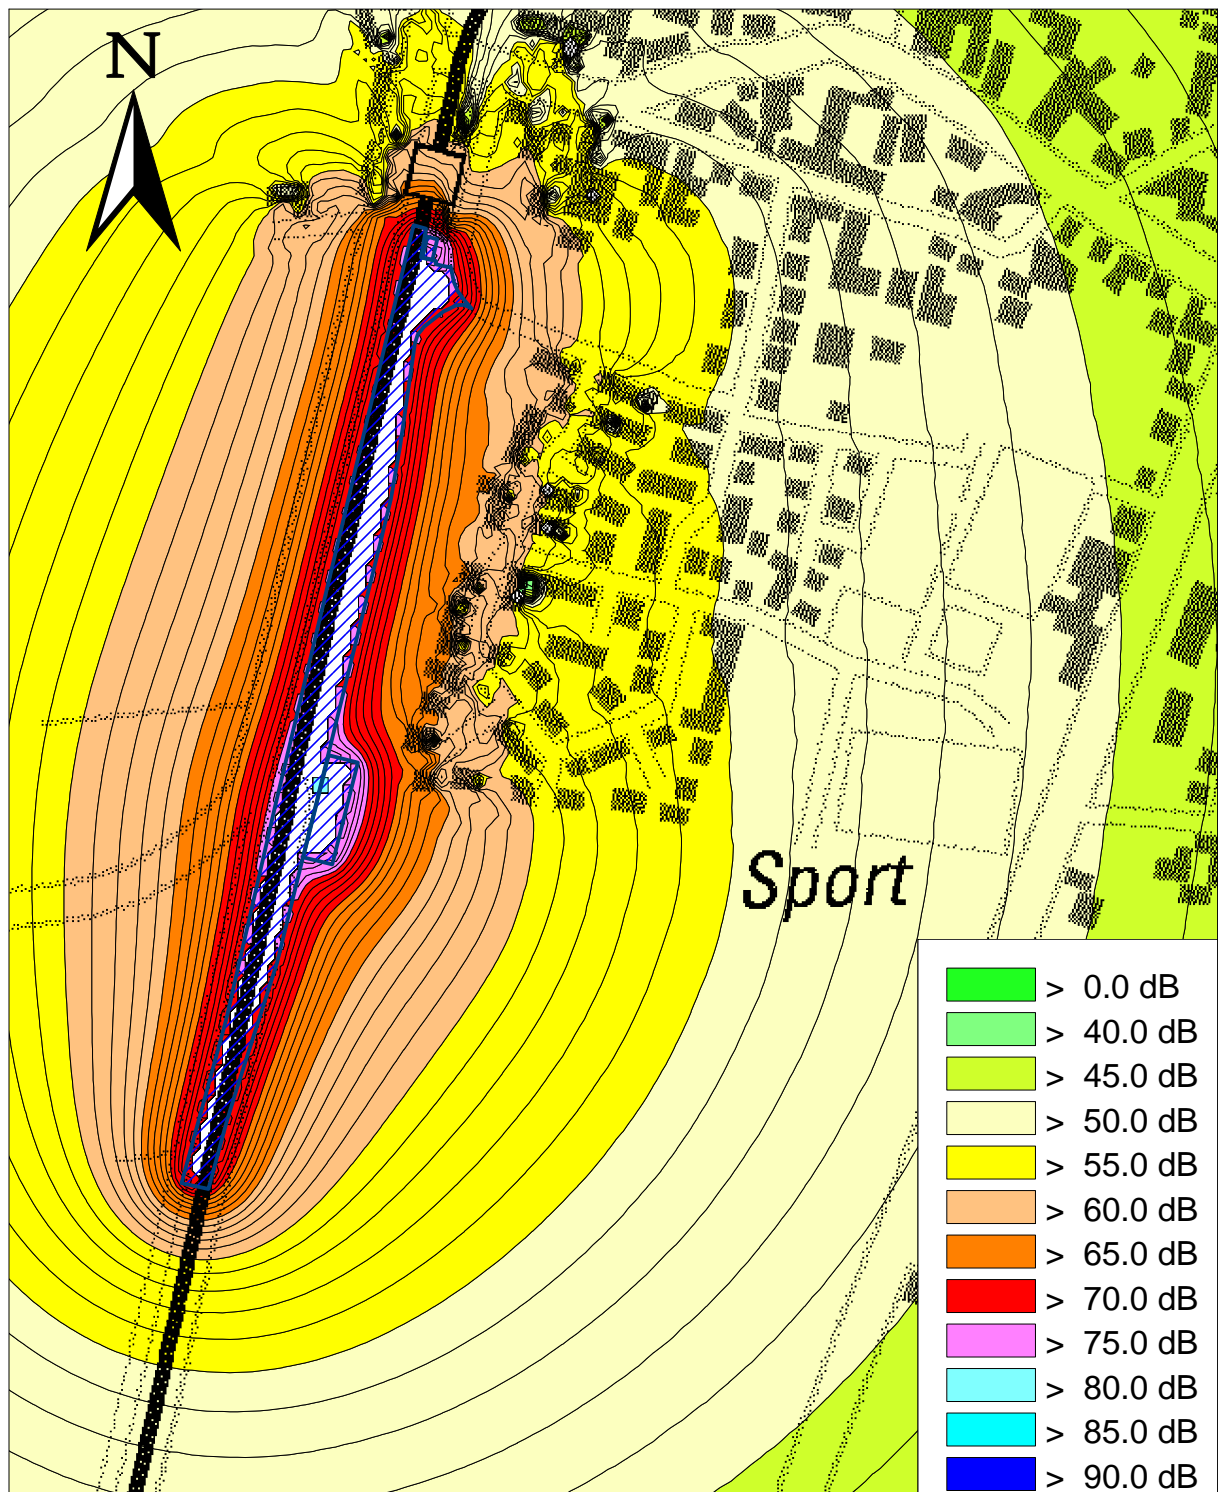 N
Sport
> 0.0 dB
> 40.0 dB
> 45.0 dB
> 50.0 dB
> 55.0 dB
> 60.0 dB
> 65.0 dB
> 70.0 dB
> 75.0 dB
> 80.0 dB
> 85.0 dB
> 90.0 dB